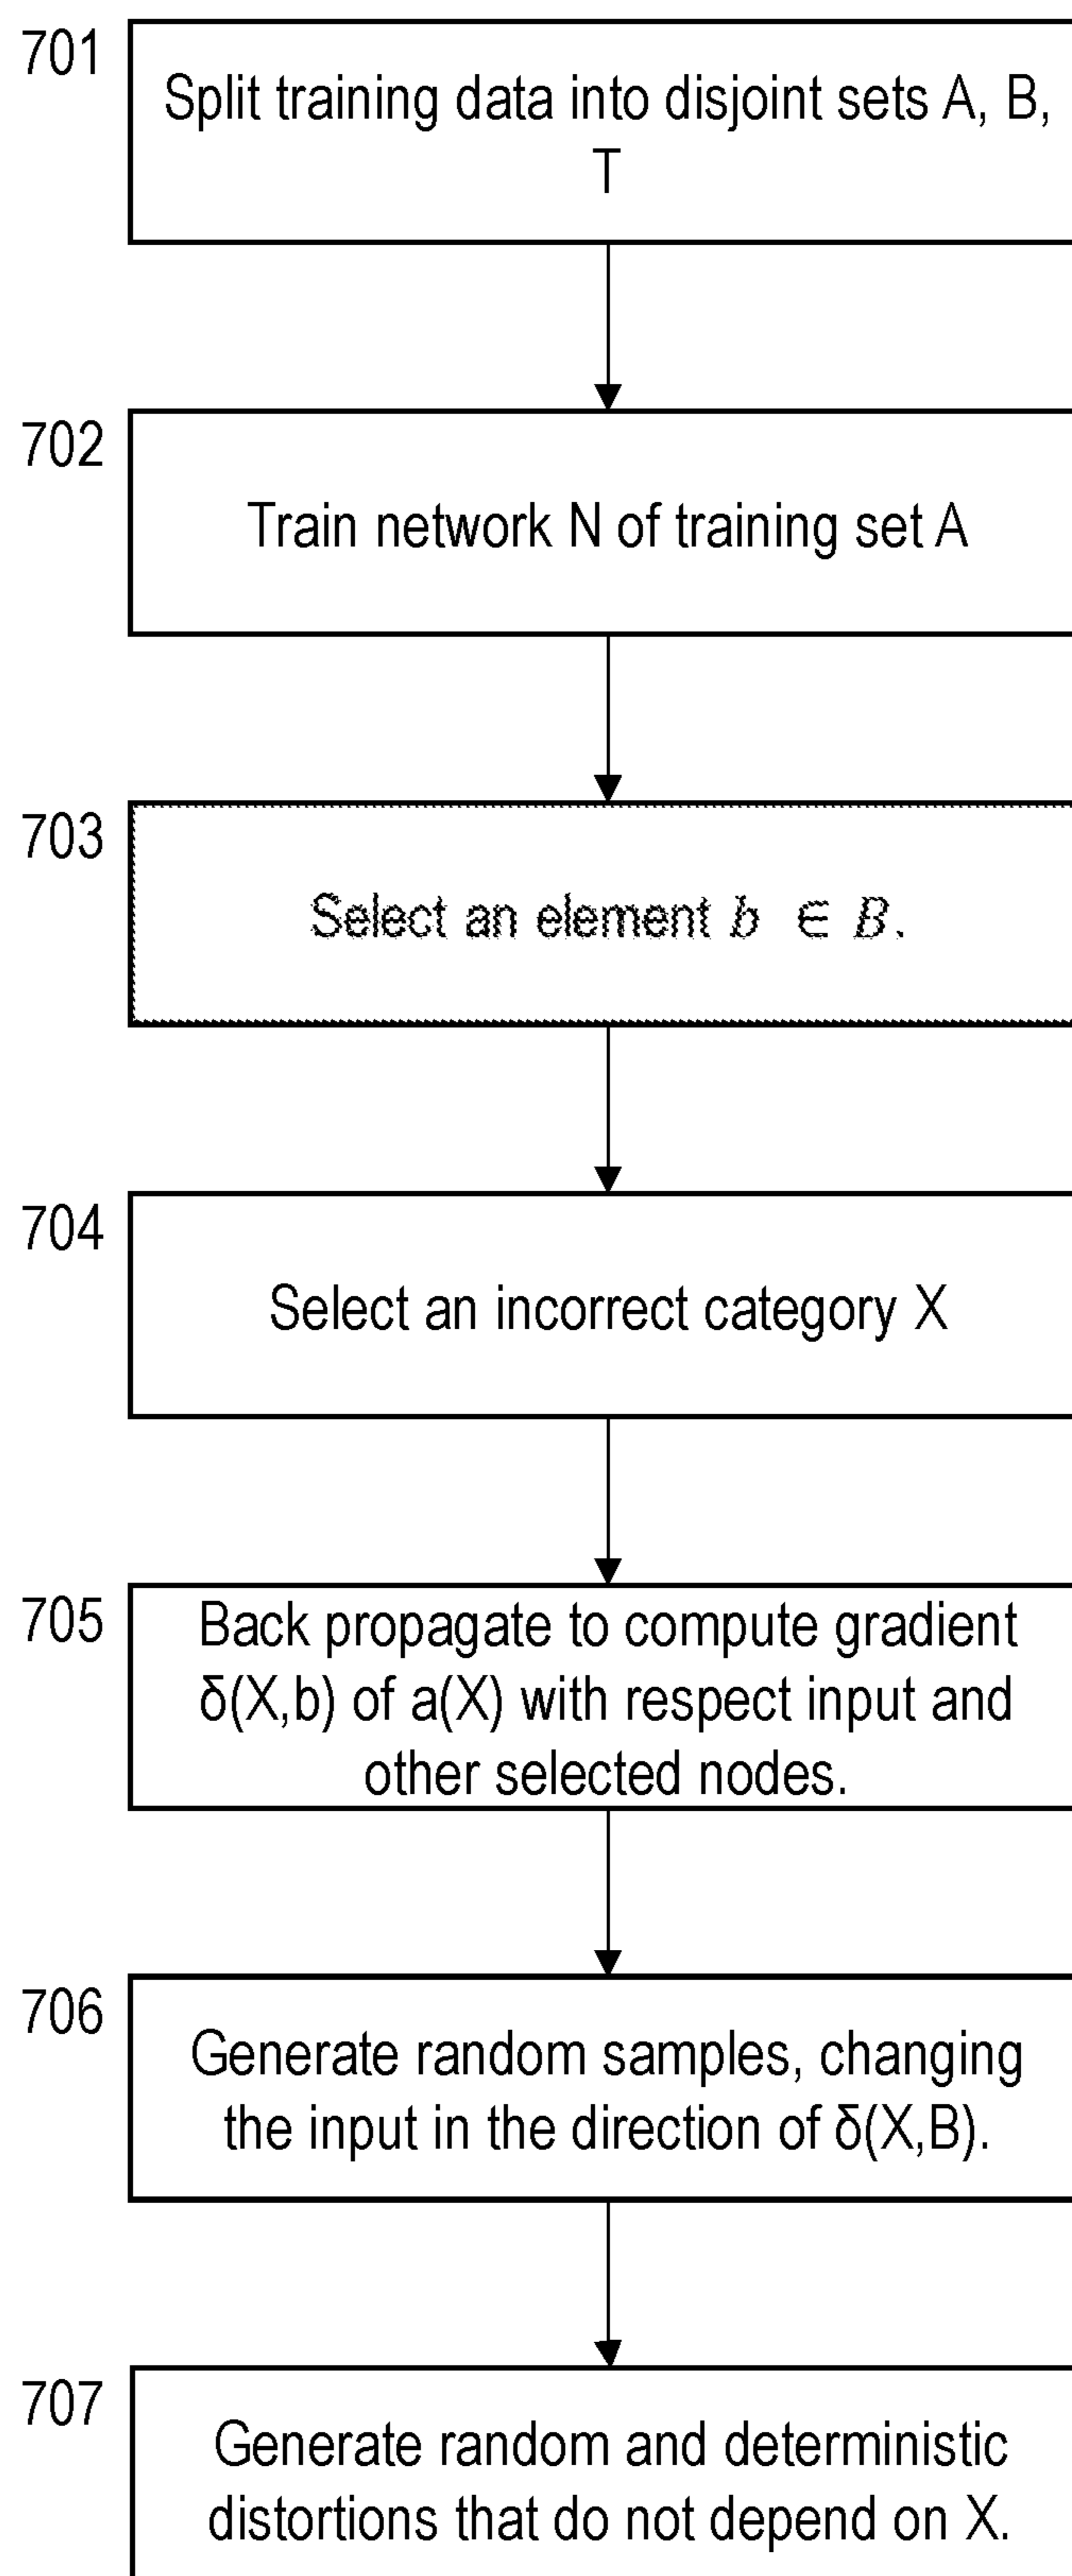 701
Split training data into disjoint sets A, B,
T
702
Train network N of training set A
703
Select an element b ∈ B.
704
Select an incorrect category X
705
Back propagate to compute gradient
δ(X,b) of a(X) with respect input and
other selected nodes.
706
Generate random samples, changing
the input in the direction of δ(X,B).
707
Generate random and deterministic
distortions that do not depend on X.